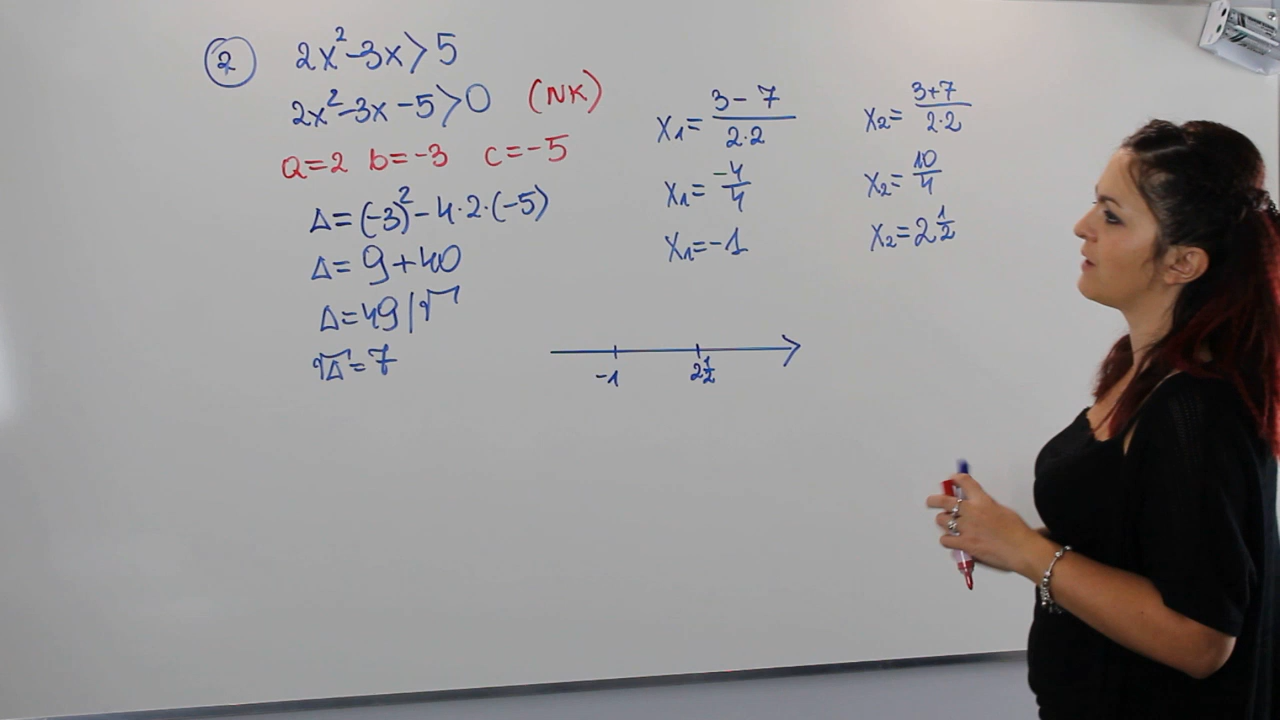 2
2x²-3x>5
2x²-3x-5>0 (NK)
a=2 b=-3 c=-5
Δ=(-3)²-4·2·(-5)
Δ=9+40
Δ=49|√
√Δ=7
x₁= (3-7)/(2·2)
x₁= -4/4
x₁=-1
x₂= (3+7)/(2·2)
x₂= 10/4
x₂=2 1/2
-1 2 1/2